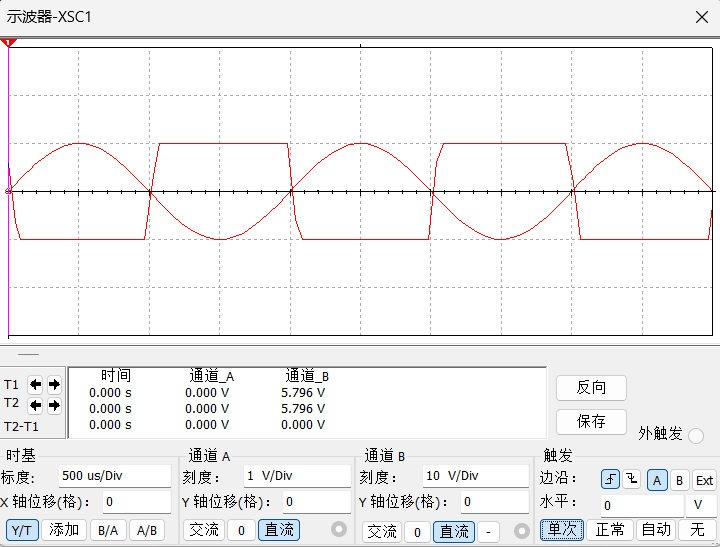 示波器-XSC1
1
时间 通道_A 通道_B
T1 0.000 s 0.000 V 5.796 V
T2 0.000 s 0.000 V 5.796 V
T2-T1 0.000 s 0.000 V 0.000 V
反向
保存
外触发
时基 通道 A 通道 B 触发
标度: 500 us/Div 刻度: 1 V/Div 刻度: 10 V/Div 边沿: A B Ext
X 轴位移(格): 0 Y 轴位移(格): 0 Y 轴位移(格): 0 水平: 0 V
Y/T 添加 B/A A/B 交流 0 直流 交流 0 直流 - 单次 正常 自动 无